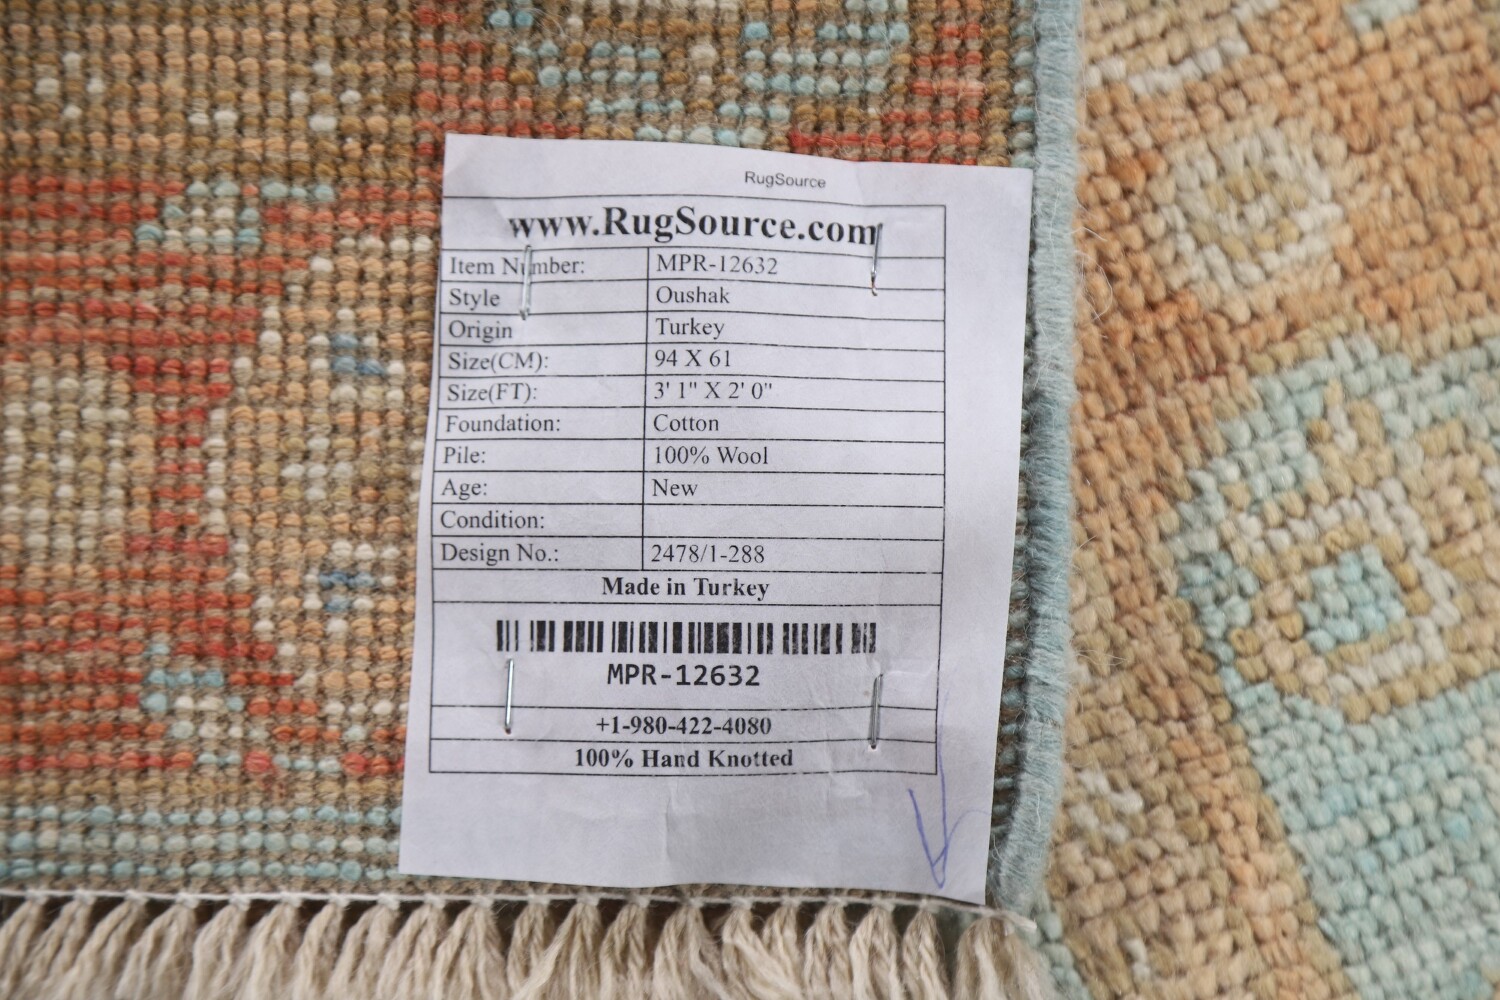 RugSource
www.RugSource.com
Item Number: MPR-12632
Style Oushak
Origin Turkey
Size(CM): 94 X 61
Size(FT): 3' 1" X 2' 0"
Foundation: Cotton
Pile: 100% Wool
Age: New
Condition:
Design No.: 2478/1-288
Made in Turkey
MPR-12632
+1-980-422-4080
100% Hand Knotted